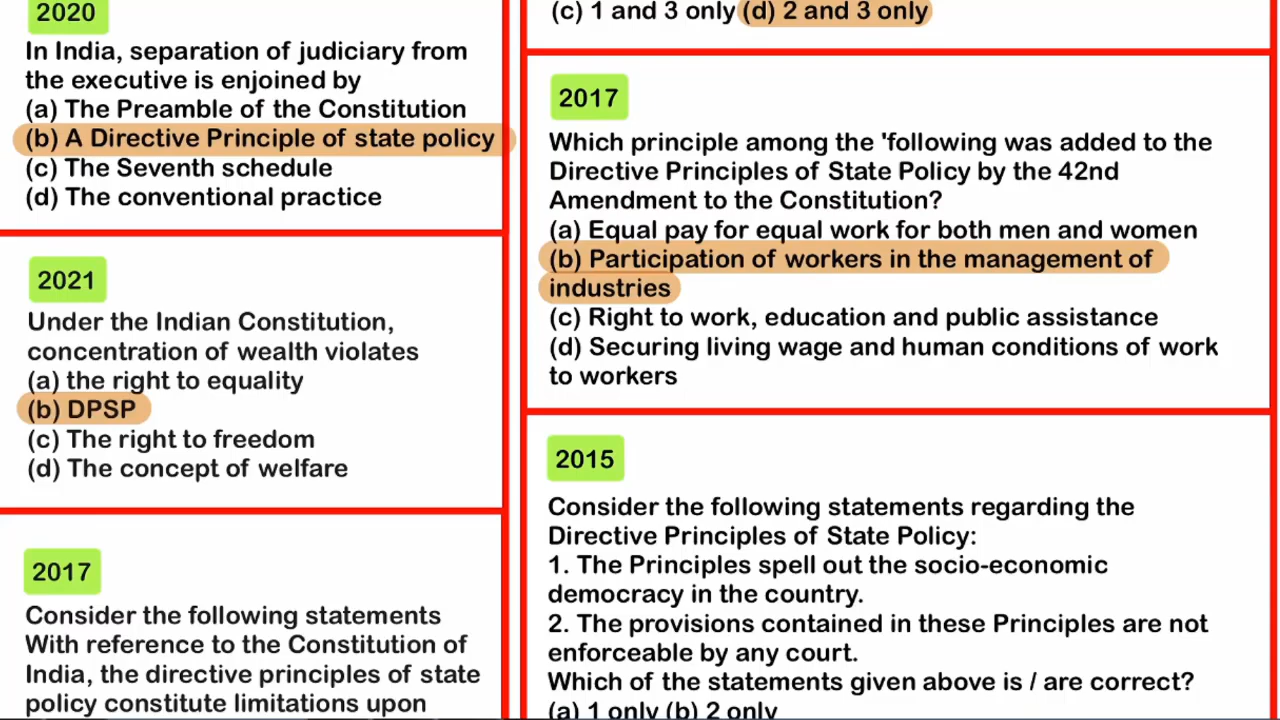 2020
In India, separation of judiciary from
the executive is enjoined by
(a) The Preamble of the Constitution
(b) A Directive Principle of state policy
(c) The Seventh schedule
(d) The conventional practice
2021
Under the Indian Constitution,
concentration of wealth violates
(a) the right to equality
(b) DPSP
(c) The right to freedom
(d) The concept of welfare
2017
Consider the following statements
With reference to the Constitution of
India, the directive principles of state
policy constitute limitations upon
(c) 1 and 3 only (d) 2 and 3 only
2017
Which principle among the 'following was added to the
Directive Principles of State Policy by the 42nd
Amendment to the Constitution?
(a) Equal pay for equal work for both men and women
(b) Participation of workers in the management of
industries
(c) Right to work, education and public assistance
(d) Securing living wage and human conditions of work
to workers
2015
Consider the following statements regarding the
Directive Principles of State Policy:
1. The Principles spell out the socio-economic
democracy in the country.
2. The provisions contained in these Principles are not
enforceable by any court.
Which of the statements given above is / are correct?
(a) 1 only (b) 2 only